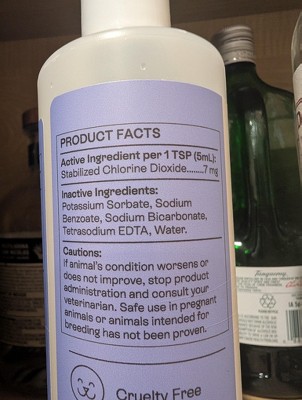 PRODUCT FACTS
Active Ingredient per 1 TSP (5mL):
Stabilized Chlorine Dioxide........7 mg
Inactive Ingredients:
Potassium Sorbate, Sodium
Benzoate, Sodium Bicarbonate,
Tetrasodium EDTA, Water.
Cautions:
If animal's condition worsens or
does not improve, stop product
administration and consult your
veterinarian. Safe use in pregnant
animals or animals intended for
breeding has not been proven.
Cruelty Free
Tanqueray